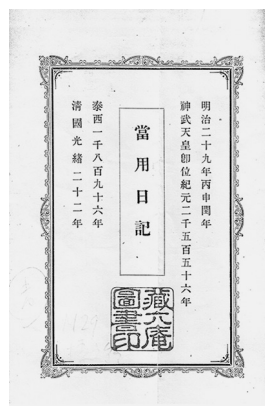 明治二十九年丙申閏年
神武天皇卽位紀元二千五百五十六年
當用日記
泰西一千八百九十六年
清國光緖二十二年
藏六庵
圖書印